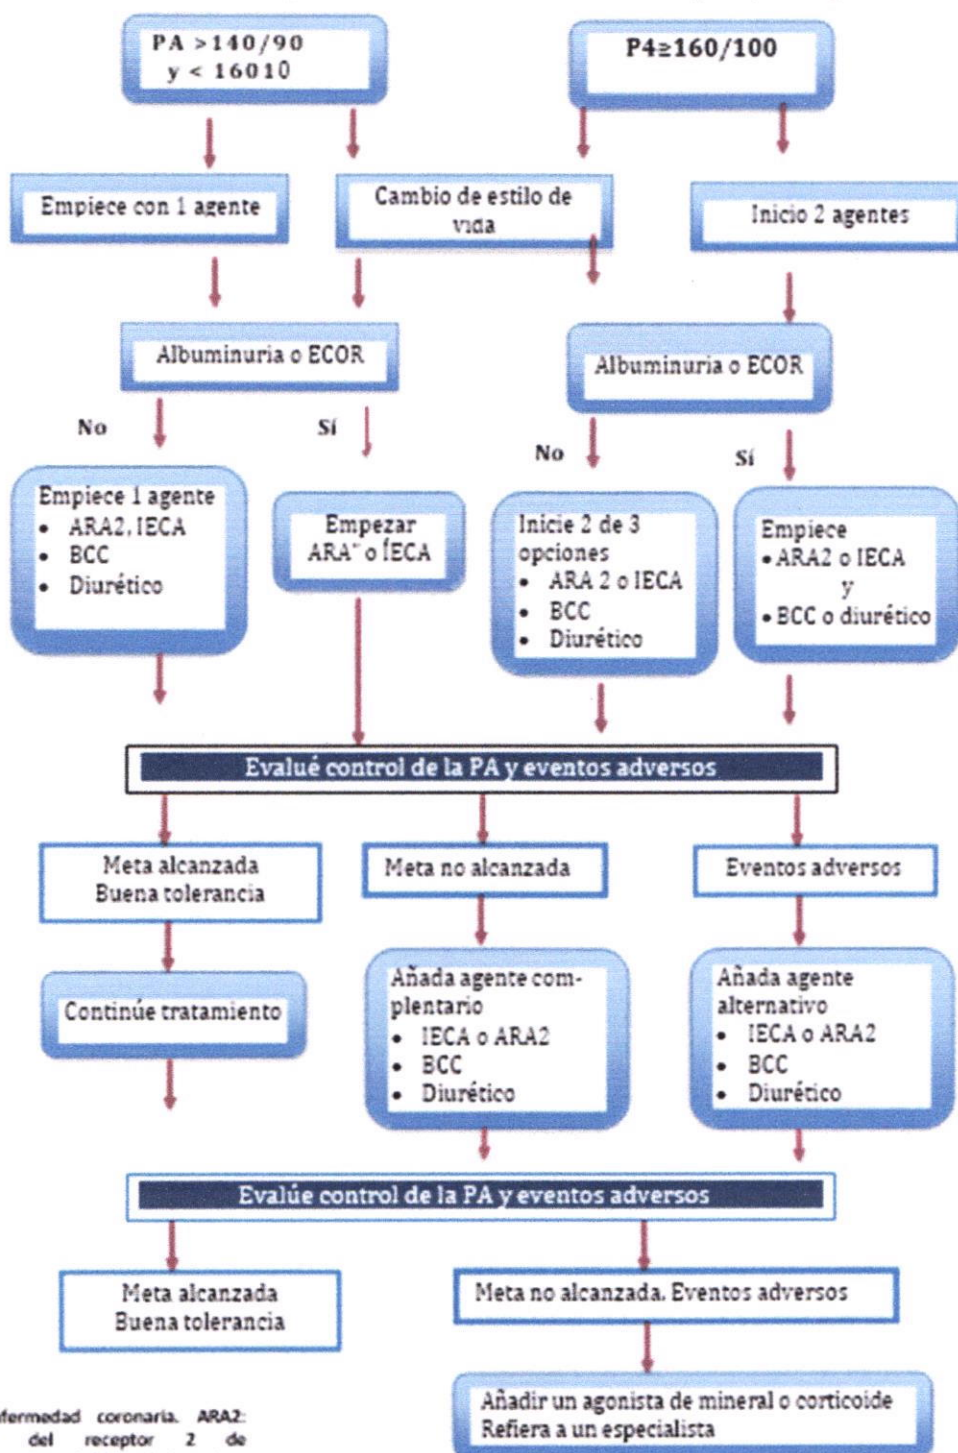 PA >140/90
y < 16010
P4≥160/100
Empiece con 1 agente
Cambio de estilo de
vida
Inicio 2 agentes
Albuminuria o ECOR
Albuminuria o ECOR
No
Sí
No
Sí
Empiece 1 agente
• ARA2, IECA
• BCC
• Diurético
Empezar
ARA" o ÍECA
Inicie 2 de 3
opciones
• ARA 2 o IECA
• BCC
• Diurético
Empiece
• ARA2 o IECA
y
• BCC o diurético
Evalué control de la PA y eventos adversos
Meta alcanzada
Buena tolerancia
Meta no alcanzada
Eventos adversos
Continúe tratamiento
Añada agente com-
plentario
• IECA o ARA2
• BCC
• Diurético
Añada agente
alternativo
• IECA o ARA2
• BCC
• Diurético
Evalúe control de la PA y eventos adversos
Meta alcanzada
Buena tolerancia
Meta no alcanzada. Eventos adversos
Añadir un agonista de mineral o corticoide
Refiera a un especialista
nfermedad coronaria. ARA2:
del receptor 2 de